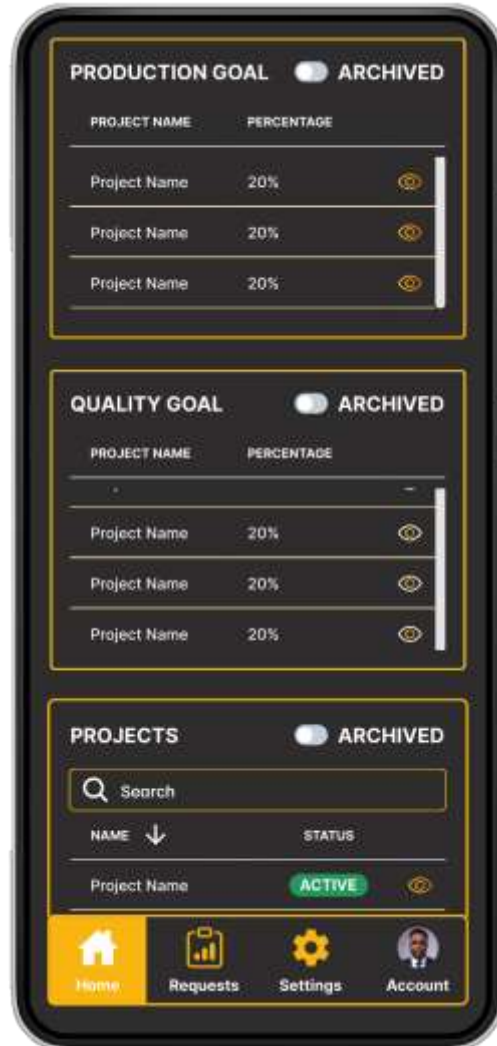 PRODUCTION GOAL ARCHIVED
PROJECT NAME PERCENTAGE
Project Name 20%
Project Name 20%
Project Name 20%
QUALITY GOAL ARCHIVED
PROJECT NAME PERCENTAGE
Project Name 20%
Project Name 20%
Project Name 20%
PROJECTS ARCHIVED
Search
NAME STATUS
Project Name ACTIVE
Home Requests Settings Account